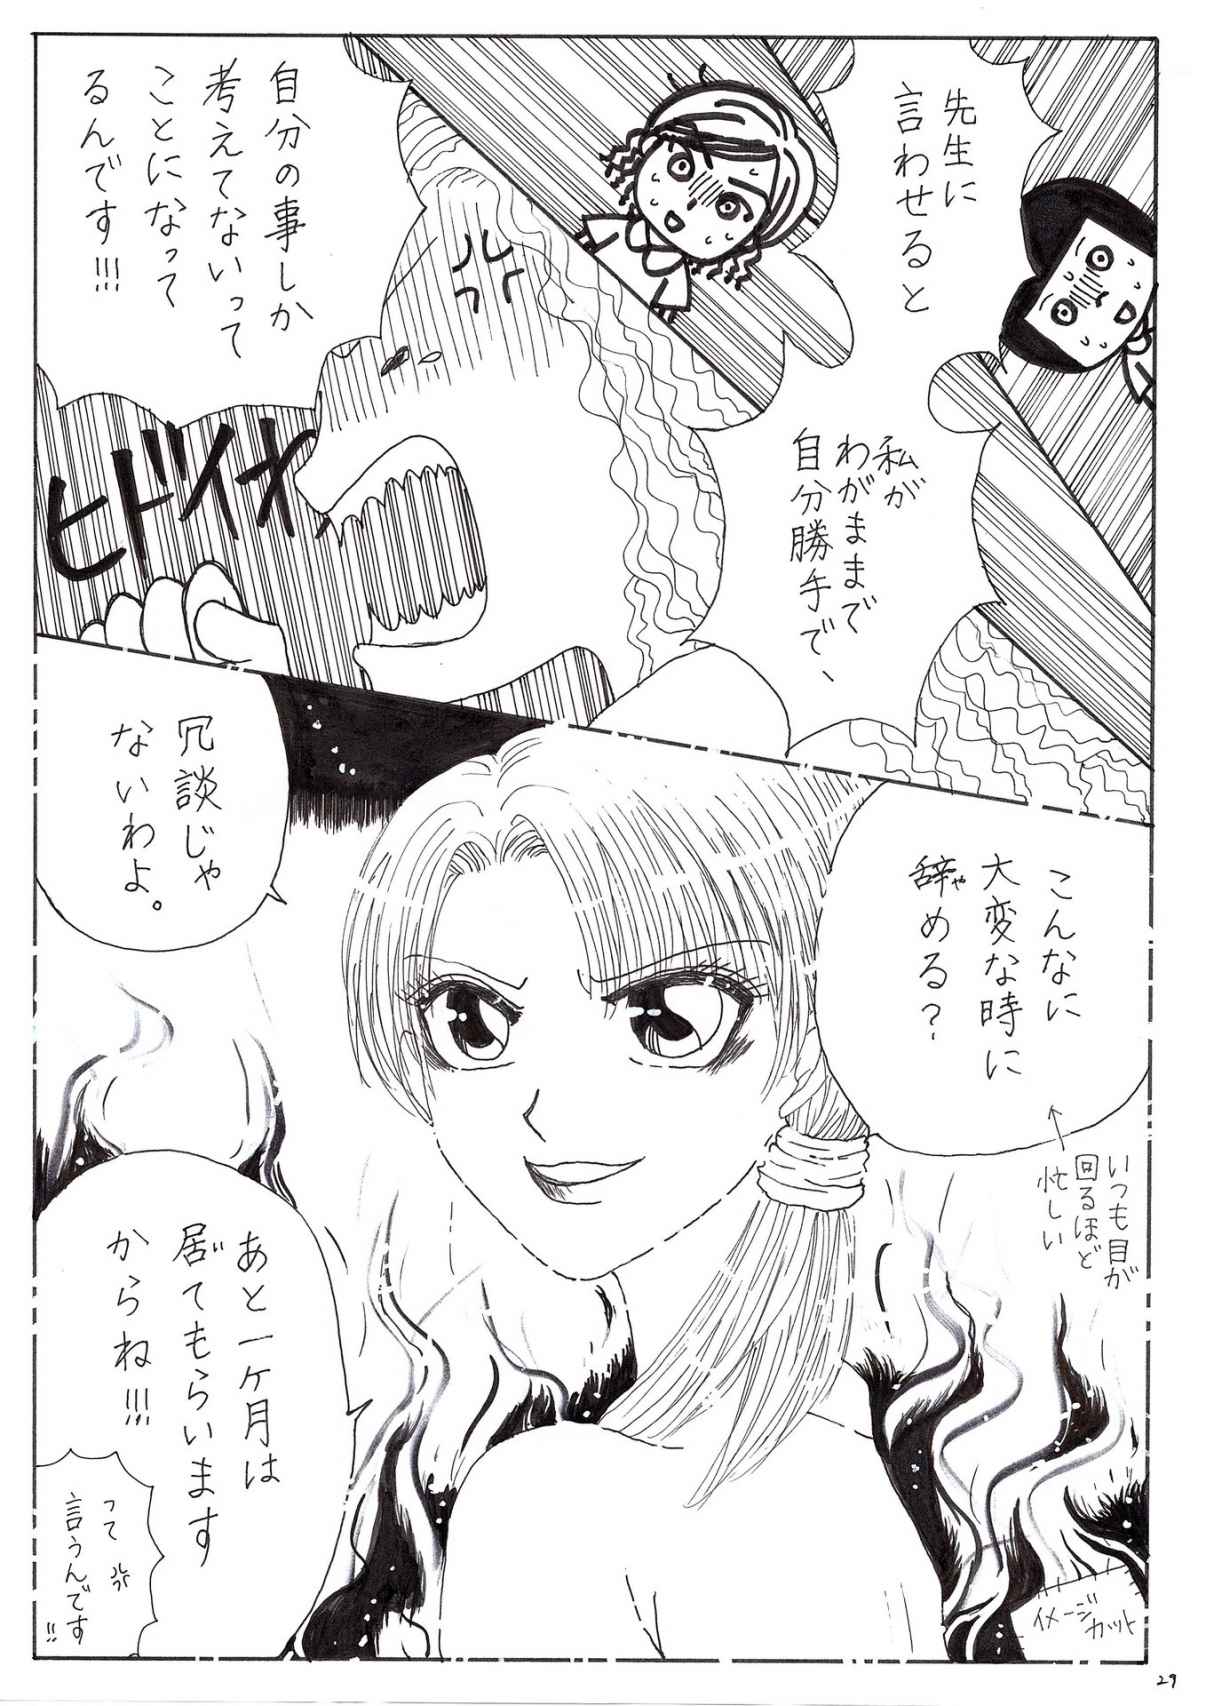 先生に
言わせると
私が
わがままで
自分勝手で、
自分の事しか
考えてないって
ことになって
るんです!!!
ヒドイオ
こんなに
大変な時に
辞める?
や
いつも目が
回るほど
忙しい
冗談じゃ
ないわよ。
あと一ヶ月は
居てもらいます
からね!!!
って
言うんです
!!
イメージ
カット
29